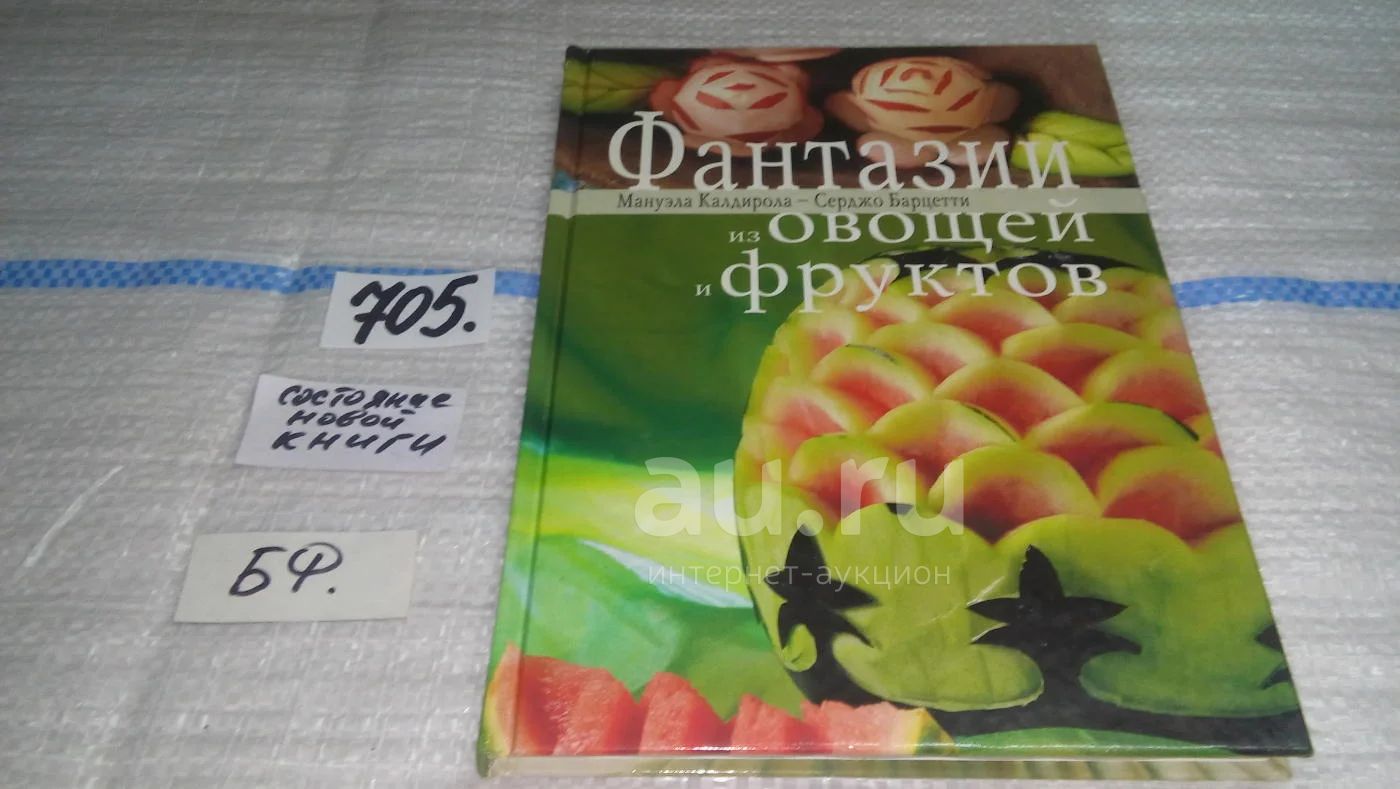 Фантазии
Мануэла Калдирола – Серджо Барцетти
из овощей
и фруктов
705.
состояние
новой
книги
БФ.
au.ru
интернет-аукцион